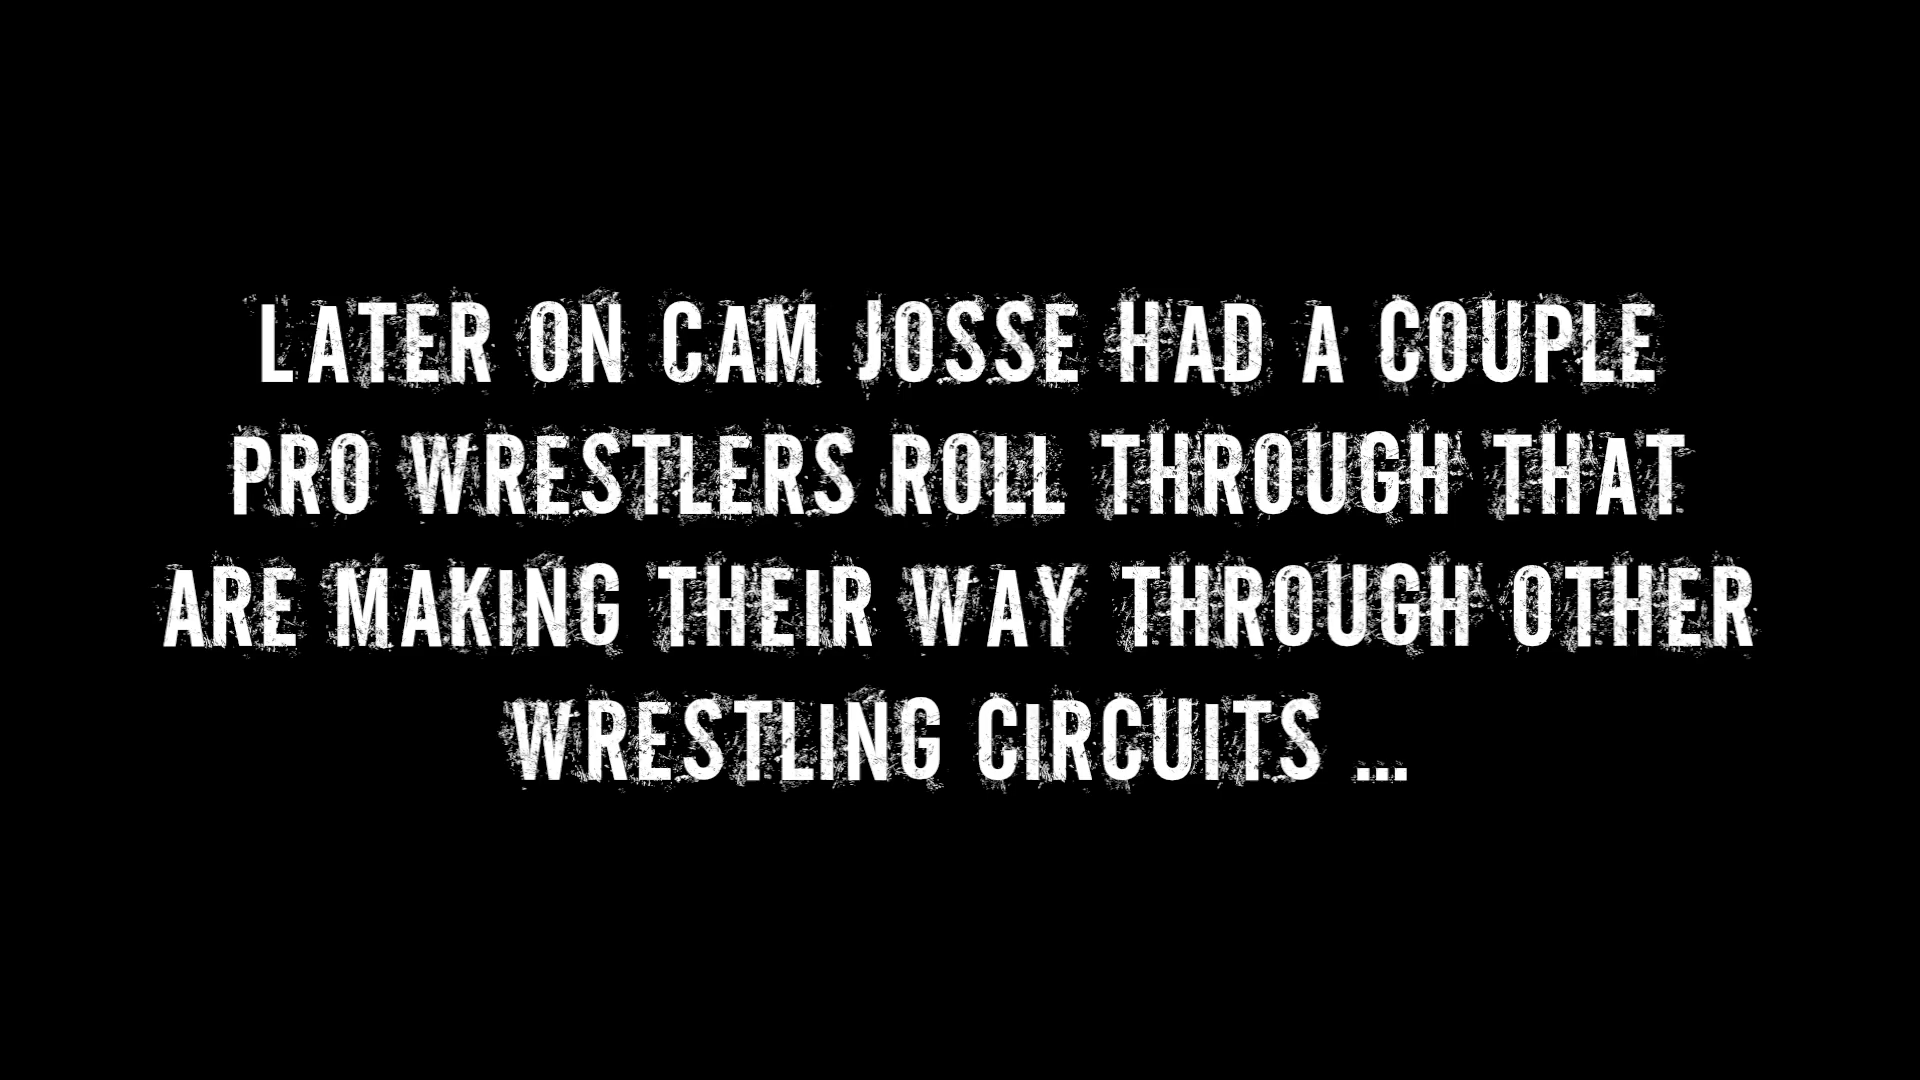 LATER ON CAM JOSSE HAD A COUPLE
PRO WRESTLERS ROLL THROUGH THAT
ARE MAKING THEIR WAY THROUGH OTHER
WRESTLING CIRCUITS ...